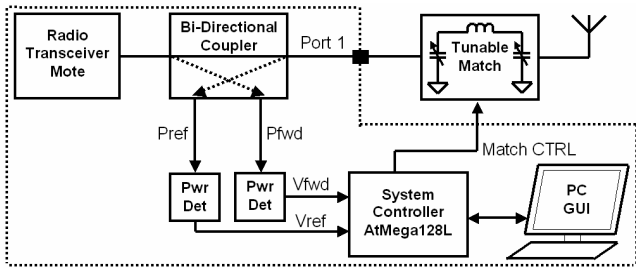 Radio
Transceiver
Mote
Bi-Directional
Coupler
Port 1
Tunable
Match
Pref
Pfwd
Match CTRL
Pwr
Det
Pwr
Det
Vfwd
Vref
System
Controller
AtMega128L
PC
GUI